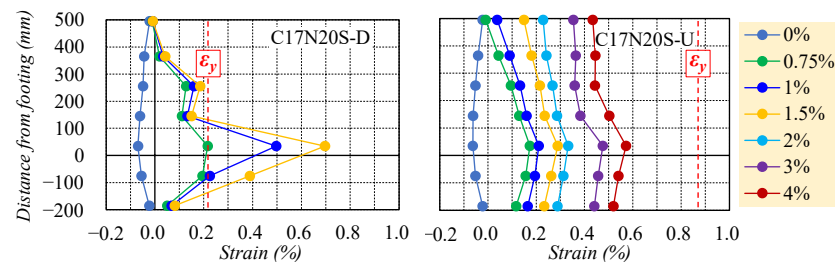 Distance from footing (mm)
500
400
300
200
100
0
−100
−200
C17N20S-D
εy
−0.2 0.0 0.2 0.4 0.6 0.8 1.0
Strain (%)
C17N20S-U
εy
−0.2 0.0 0.2 0.4 0.6 0.8 1.0
Strain (%)
0%
0.75%
1%
1.5%
2%
3%
4%